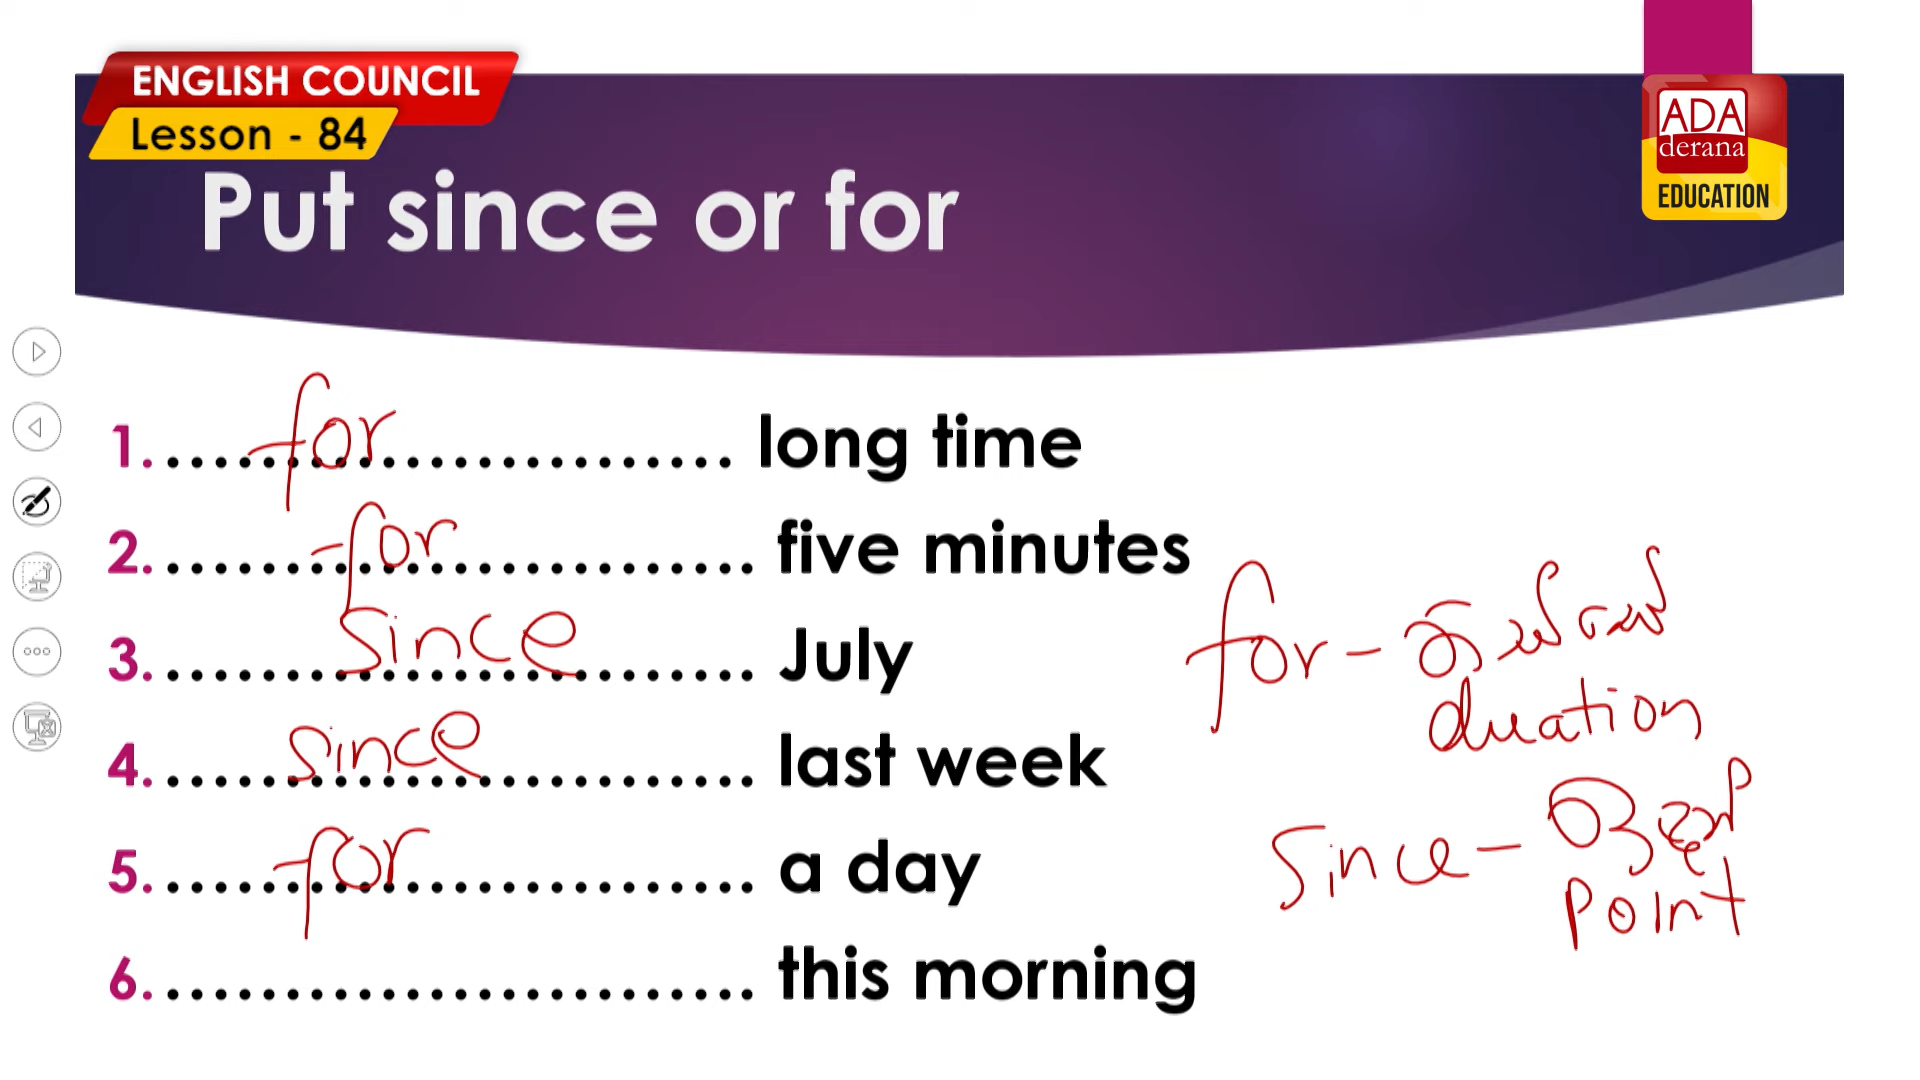 ENGLISH COUNCIL
Lesson - 84
ADA
derana
EDUCATION
Put since or for
1. for ........................ long time
2. for ......................... five minutes
3. since ......................... July
4. since ......................... last week
5. for ......................... a day
6. ......................... this morning
for -
duation
since -
point